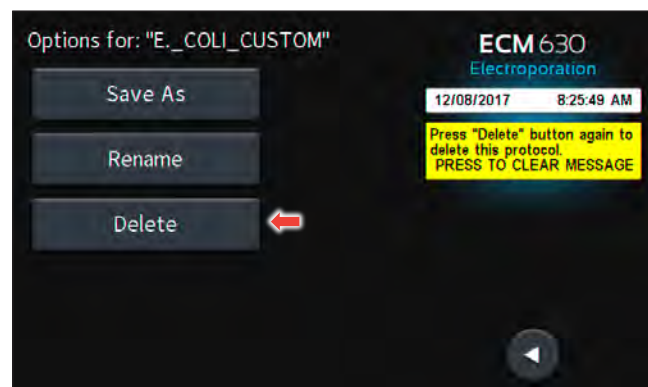 Options for: "E._COLI_CUSTOM"
Save As
Rename
Delete
ECM 630
Electroporation
12/08/2017 8:25:49 AM
Press "Delete" button again to
delete this protocol.
PRESS TO CLEAR MESSAGE